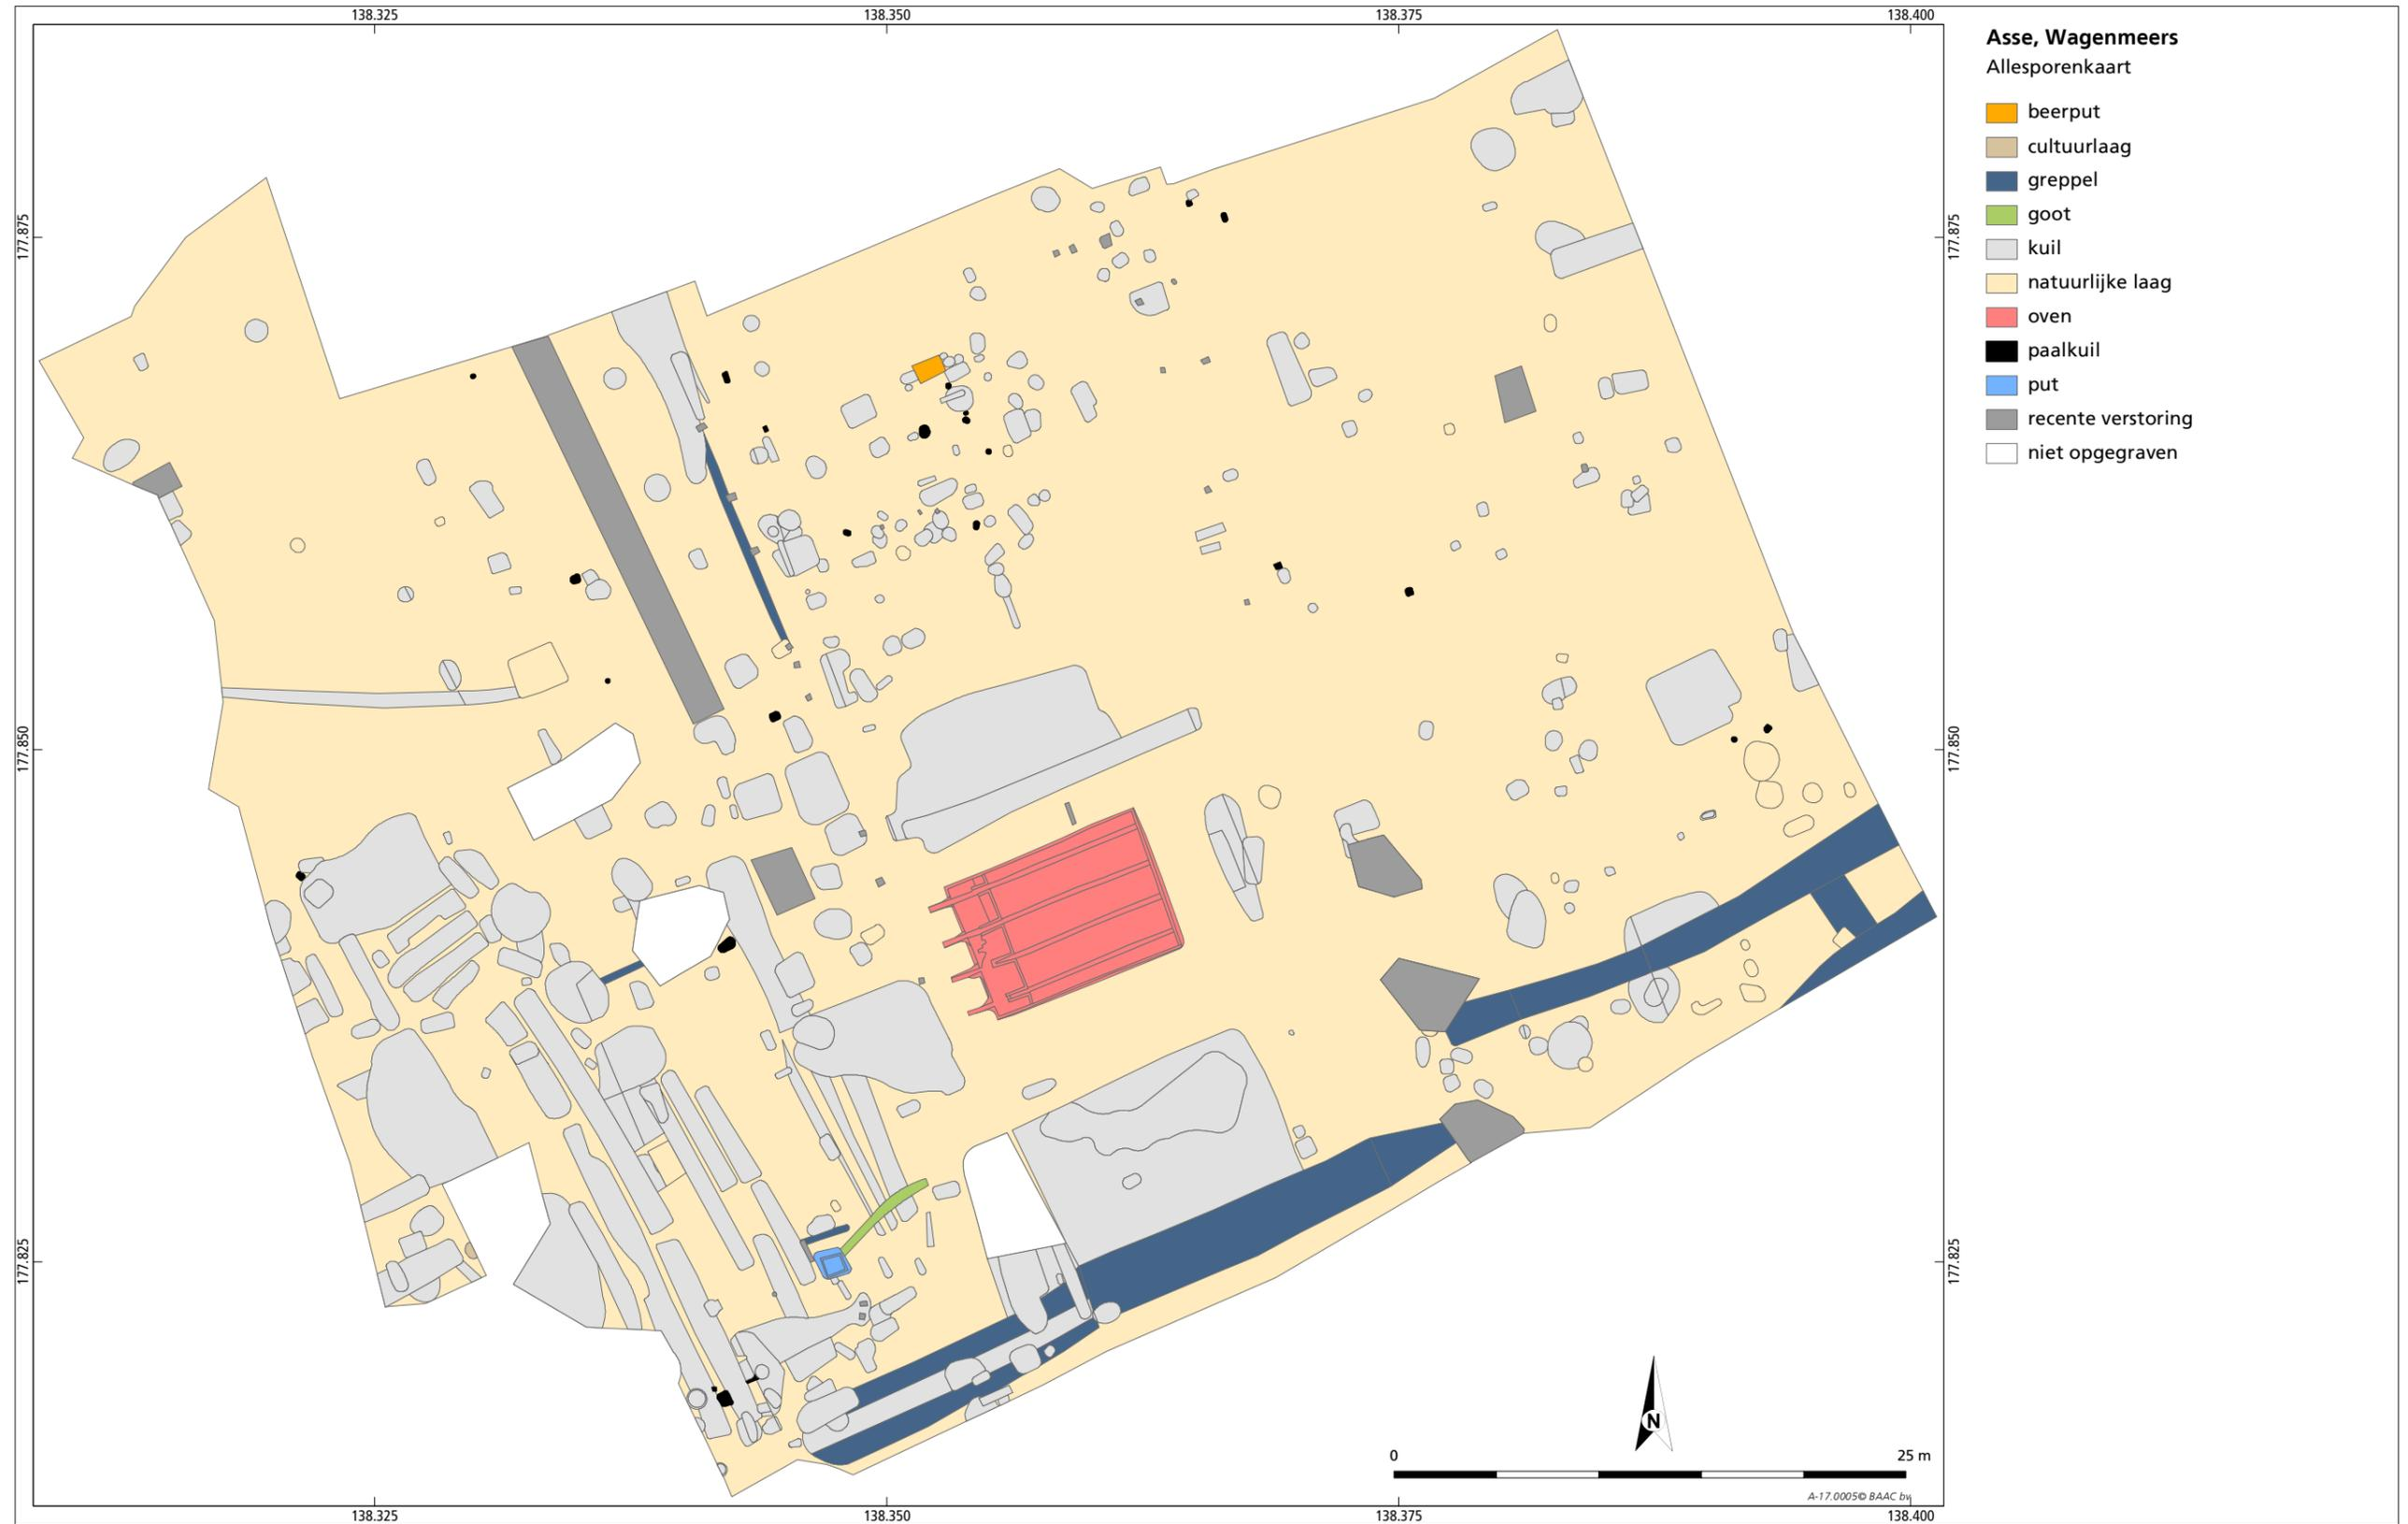 138.325 138.350 138.375 138.400
Asse, Wagenmeers
Allesporenkaart
beerput
cultuurlaag
greppel
goot
kuil
natuurlijke laag
oven
paalkuil
put
recente verstoring
niet opgegraven
177.875 177.875
177.850 177.850
177.825 177.825
N
0 25 m
A-17.0005© BAAC bv
138.325 138.350 138.375 138.400